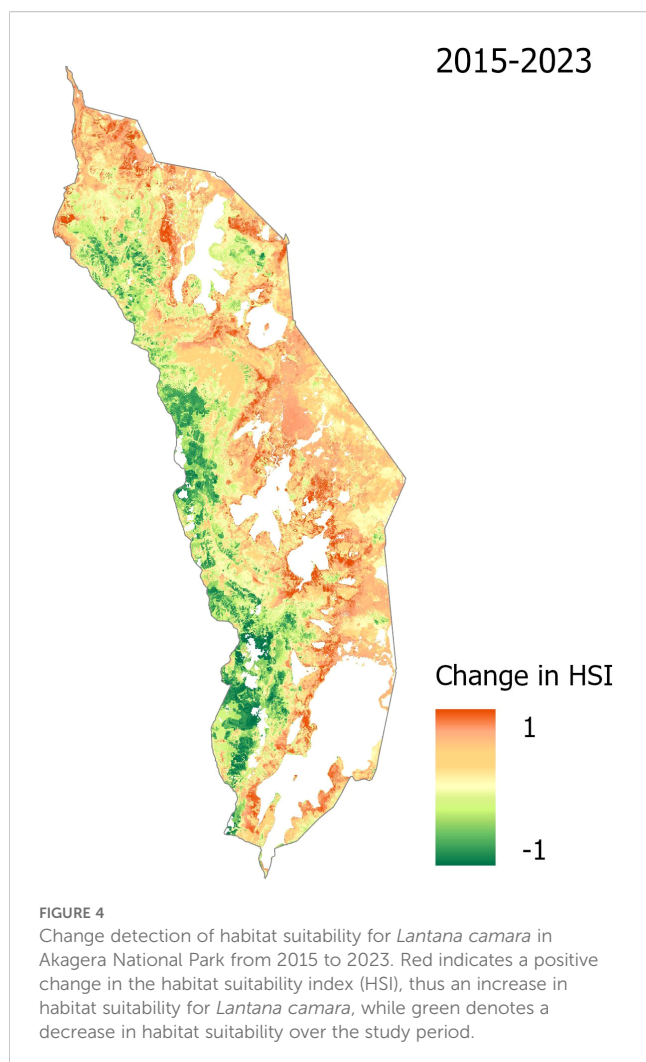 2015-2023
Change in HSI
1
-1
FIGURE 4
Change detection of habitat suitability for Lantana camara in
Akagera National Park from 2015 to 2023. Red indicates a positive
change in the habitat suitability index (HSI), thus an increase in
habitat suitability for Lantana camara, while green denotes a
decrease in habitat suitability over the study period.